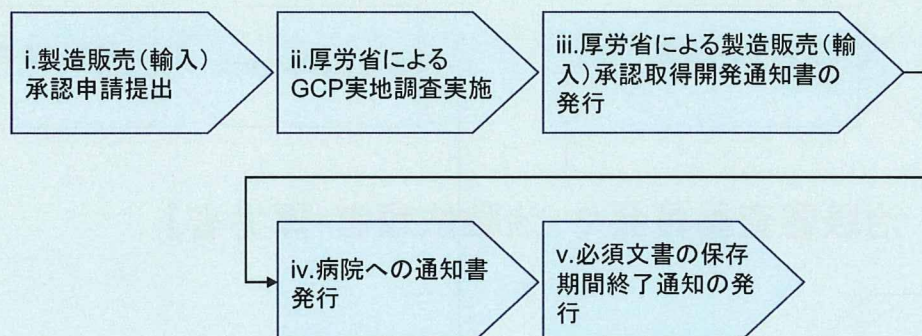 i.製造販売(輸入)
承認申請提出
ii.厚労省による
GCP実地調査実施
iii.厚労省による製造販売(輸
入)承認取得開発通知書の
発行
iv.病院への通知書
発行
v.必須文書の保存
期間終了通知の発
行